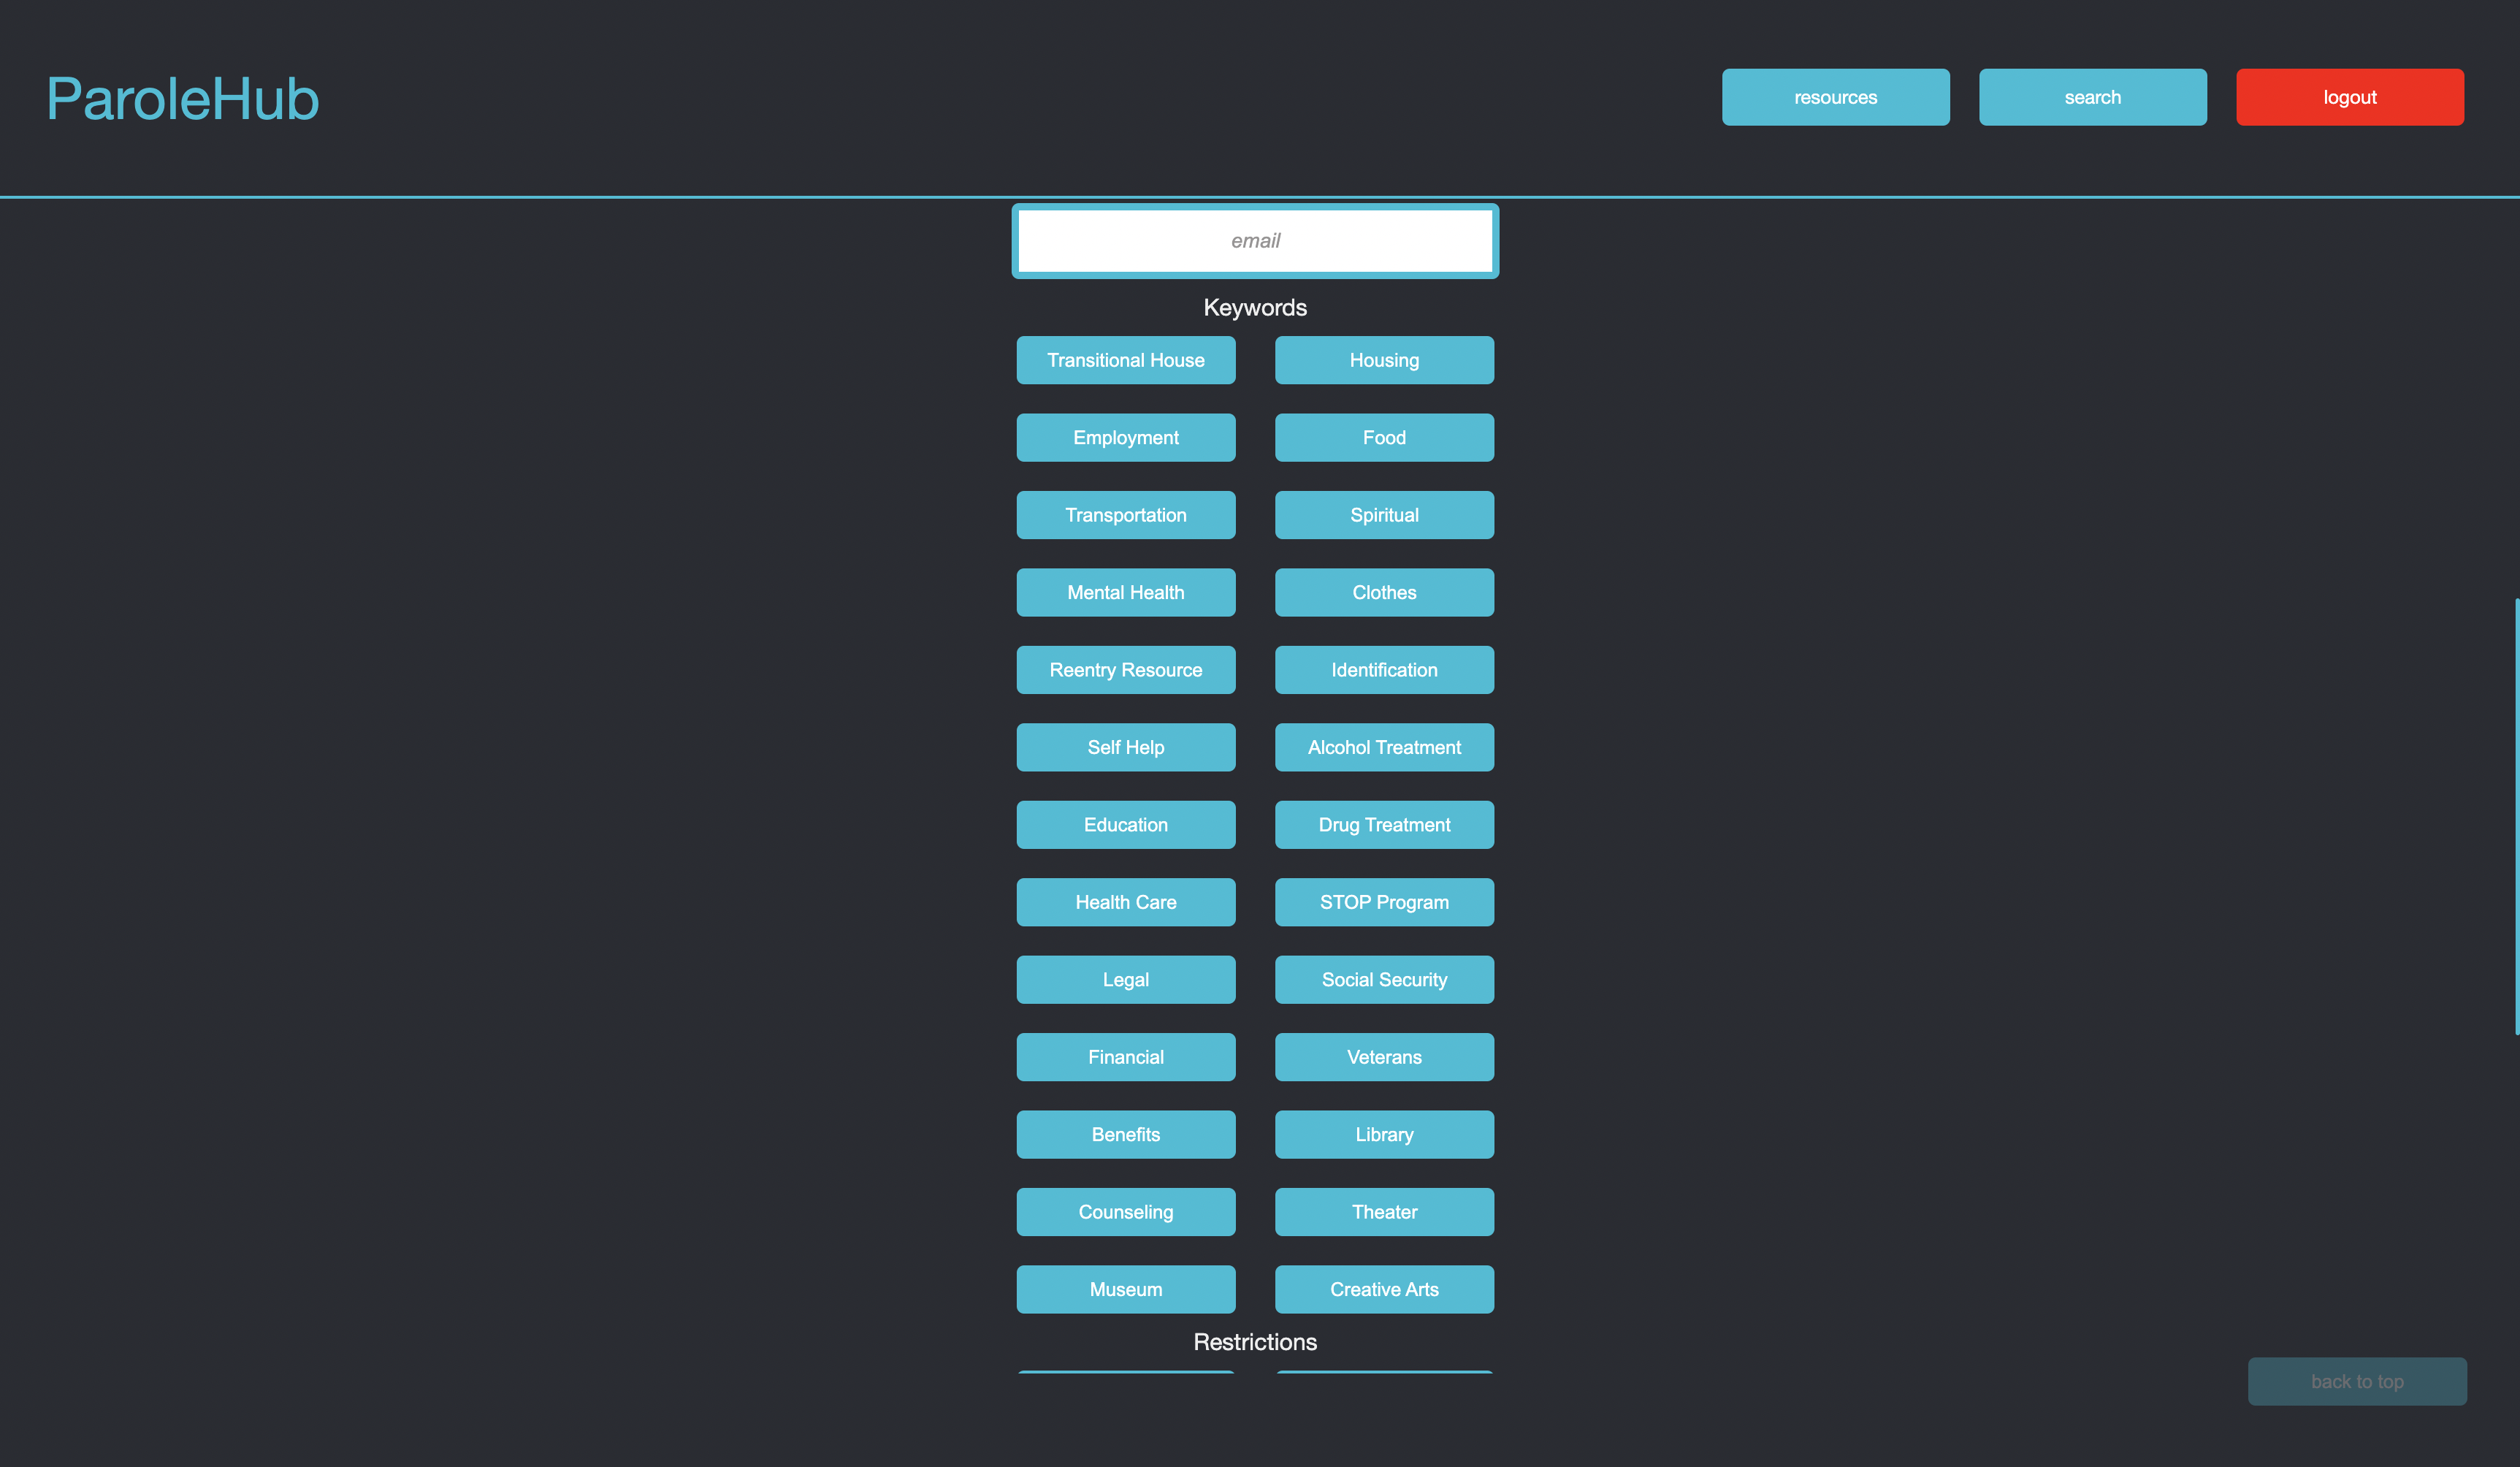 ParoleHub
resources search logout
email
Keywords
Transitional House Housing
Employment Food
Transportation Spiritual
Mental Health Clothes
Reentry Resource Identification
Self Help Alcohol Treatment
Education Drug Treatment
Health Care STOP Program
Legal Social Security
Financial Veterans
Benefits Library
Counseling Theater
Museum Creative Arts
Restrictions
back to top